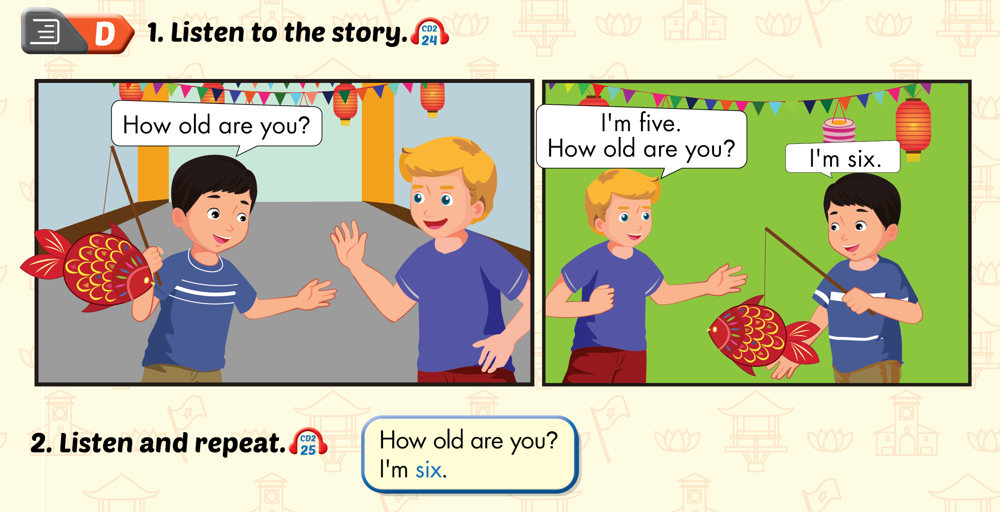 D
1. Listen to the story.
CD2
24
How old are you?
I'm five.
How old are you?
I'm six.
2. Listen and repeat.
CD2
25
How old are you?
I'm six.